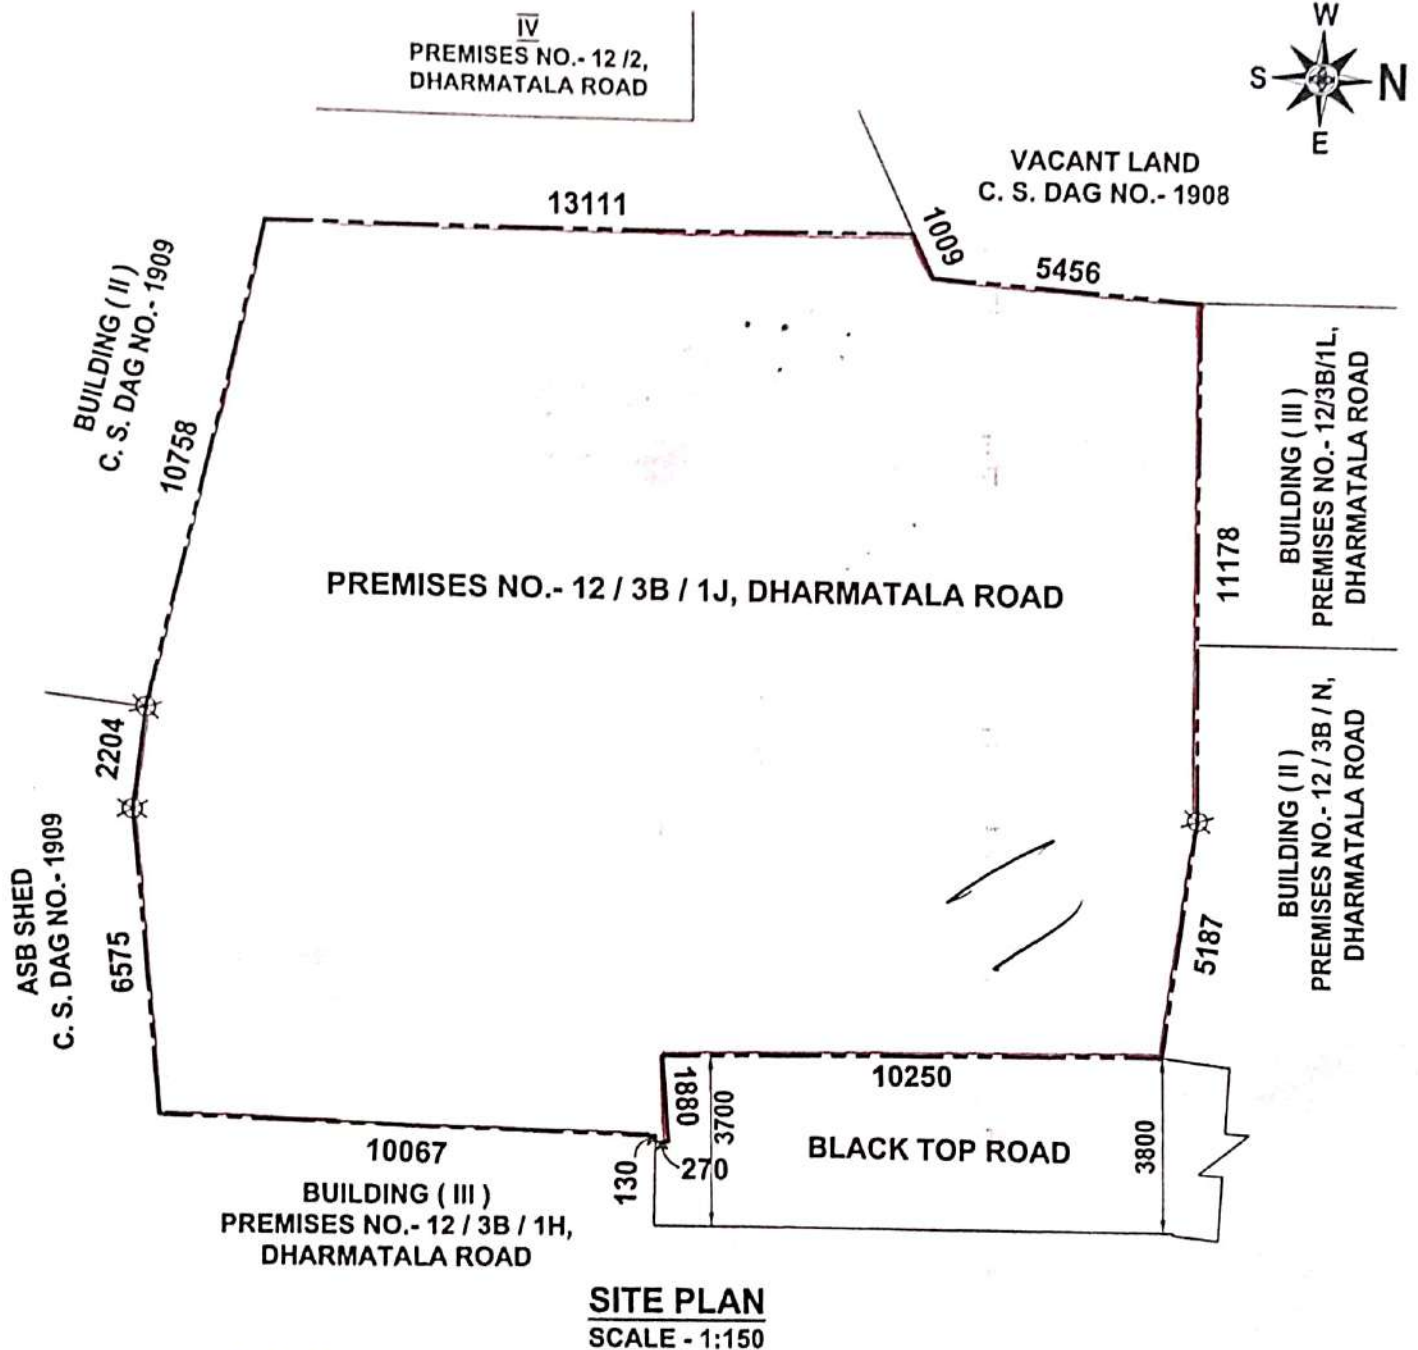 IV
PREMISES NO.- 12 /2,
DHARMATALA ROAD
W
S
N
E
VACANT LAND
C. S. DAG NO.- 1908
13111
1009
5456
BUILDING ( II )
C. S. DAG NO.- 1909
10758
BUILDING ( III )
PREMISES NO.- 12/3B/1L,
DHARMATALA ROAD
11178
PREMISES NO.- 12 / 3B / 1J, DHARMATALA ROAD
2204
BUILDING ( II )
PREMISES NO.- 12 / 3B / N,
DHARMATALA ROAD
ASB SHED
C. S. DAG NO.- 1909
6575
5187
10250
1880
3700
3800
BLACK TOP ROAD
10067
130
270
BUILDING ( III )
PREMISES NO.- 12 / 3B / 1H,
DHARMATALA ROAD
SITE PLAN
SCALE - 1:150